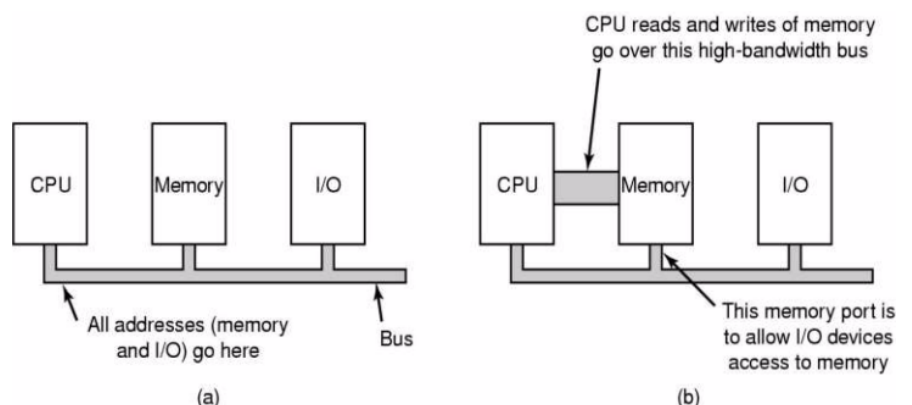 CPU reads and writes of memory
go over this high-bandwidth bus
CPU
Memory
I/O
CPU
Memory
I/O
All addresses (memory
and I/O) go here
Bus
This memory port is
to allow I/O devices
access to memory
(a)
(b)